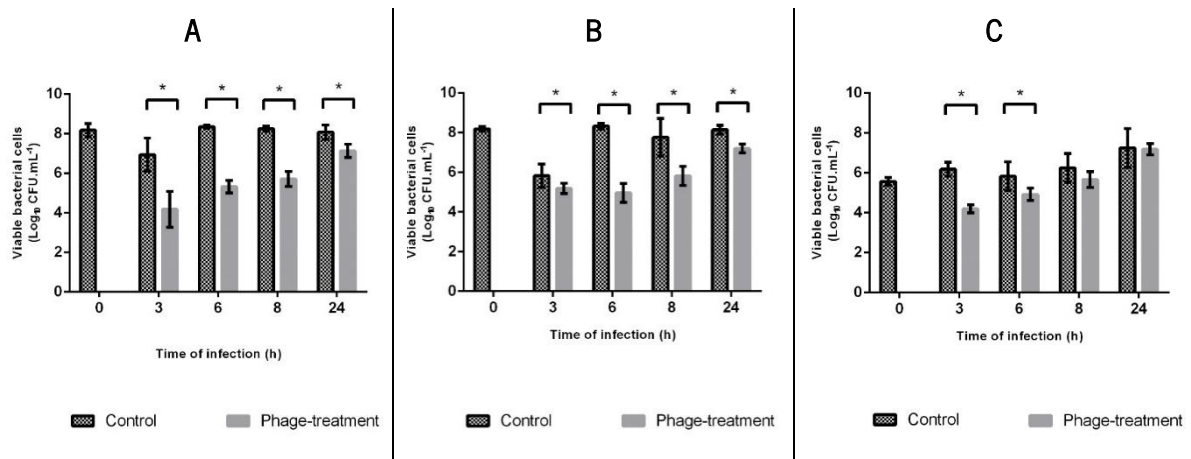 A
Viable bacterial cells
(Log₁₀ CFU.mL⁻¹)
10
8
6
4
2
0
*
*
*
*
0 3 6 8 24
Time of infection (h)
Control Phage-treatment
B
Viable bacterial cells
(Log₁₀ CFU.mL⁻¹)
10
8
6
4
2
0
*
*
*
*
0 3 6 8 24
Time of infection (h)
Control Phage-treatment
C
Viable bacterial cells
(Log₁₀ CFU.mL⁻¹)
10
8
6
4
2
0
*
*
0 3 6 8 24
Time of infection (h)
Control Phage-treatment